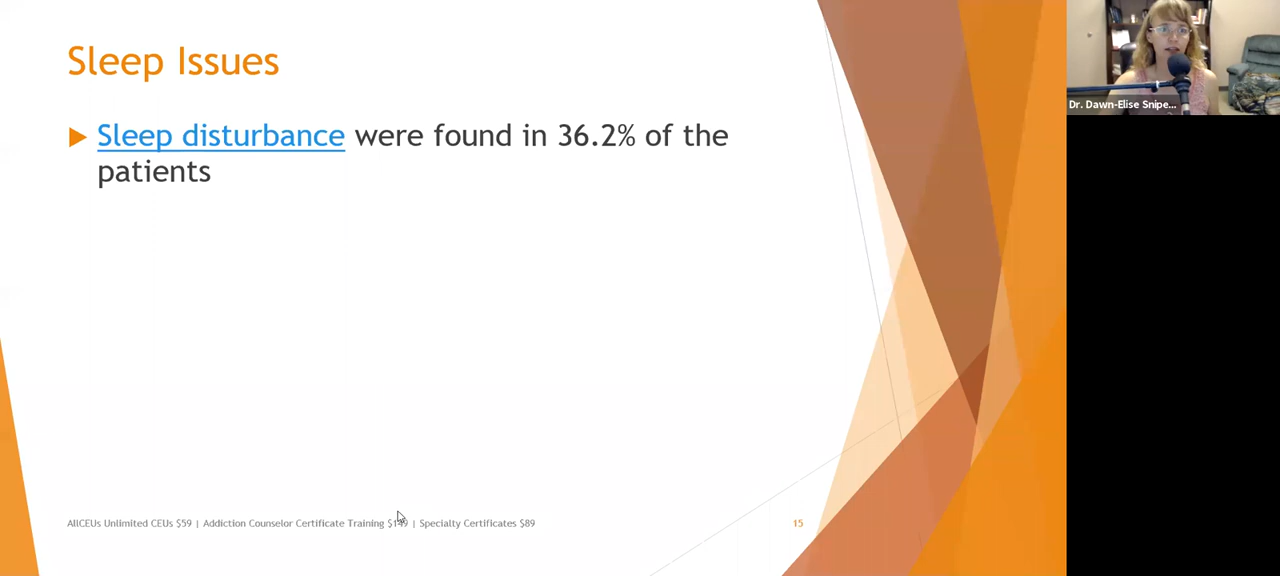 Sleep Issues
Sleep disturbance were found in 36.2% of the
patients
Dr. Dawn-Elise Snipe...
AllCEUs Unlimited CEUs $59 | Addiction Counselor Certificate Training $149 | Specialty Certificates $89
15